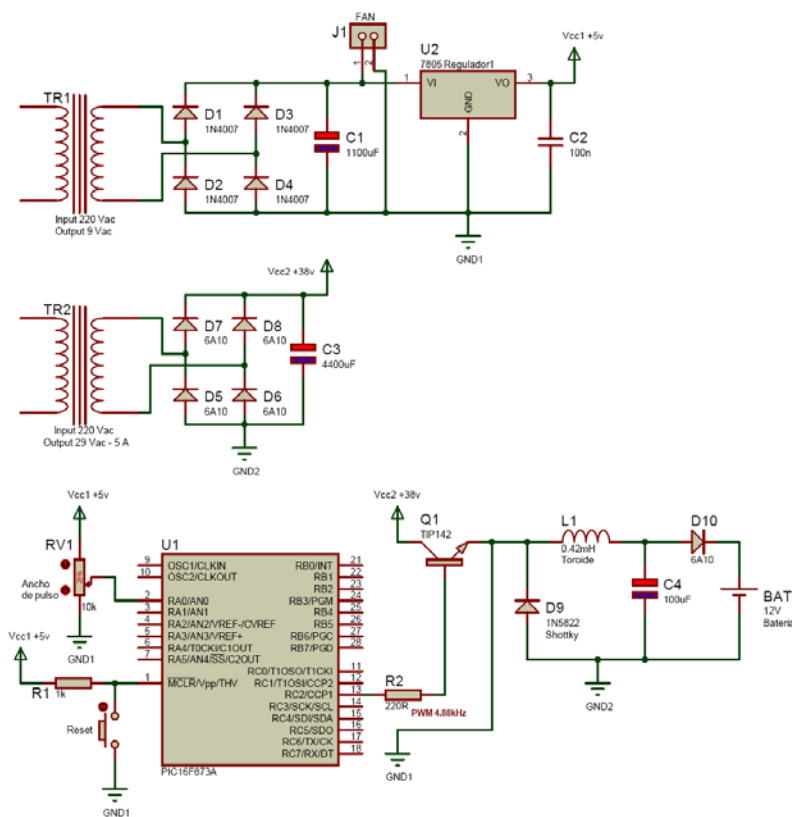 FAN
J1
1
2
U2
7805 Regulador1
1
VI
VO
3
GND
2
Vcc1 +5v
TR1
Input 220 Vac
Output 9 Vac
D1
1N4007
D3
1N4007
D2
1N4007
D4
1N4007
C1
1100uF
C2
100n
GND1
Vcc2 +38v
TR2
Input 220 Vac
Output 29 Vac - 5 A
D7
6A10
D8
6A10
D5
6A10
D6
6A10
C3
4400uF
GND2
Vcc1 +5v
RV1
Ancho
de pulso
10k
GND1
Vcc1 +5v
R1
1k
Reset
GND1
U1
9 OSC1/CLKIN
10 OSC2/CLKOUT
2 RA0/AN0
3 RA1/AN1
4 RA2/AN2/VREF-/CVREF
5 RA3/AN3/VREF+
6 RA4/T0CKI/C1OUT
7 RA5/AN4/SS/C2OUT
1 MCLR/Vpp/THV
RB0/INT 21
RB1 22
RB2 23
RB3/PGM 24
RB4 25
RB5 26
RB6/PGC 27
RB7/PGD 28
RC0/T1OSO/T1CKI 11
RC1/T1OSI/CCP2 12
RC2/CCP1 13
RC3/SCK/SCL 14
RC4/SDI/SDA 15
RC5/SDO 16
RC6/TX/CK 17
RC7/RX/DT 18
PIC16F873A
R2
220R
PWM 4.88kHz
GND1
Vcc2 +38v
Q1
TIP142
L1
0.42mH
Toroide
D10
6A10
D9
1N5822
Shottky
C4
100uF
BAT
12V
Bateria
GND2